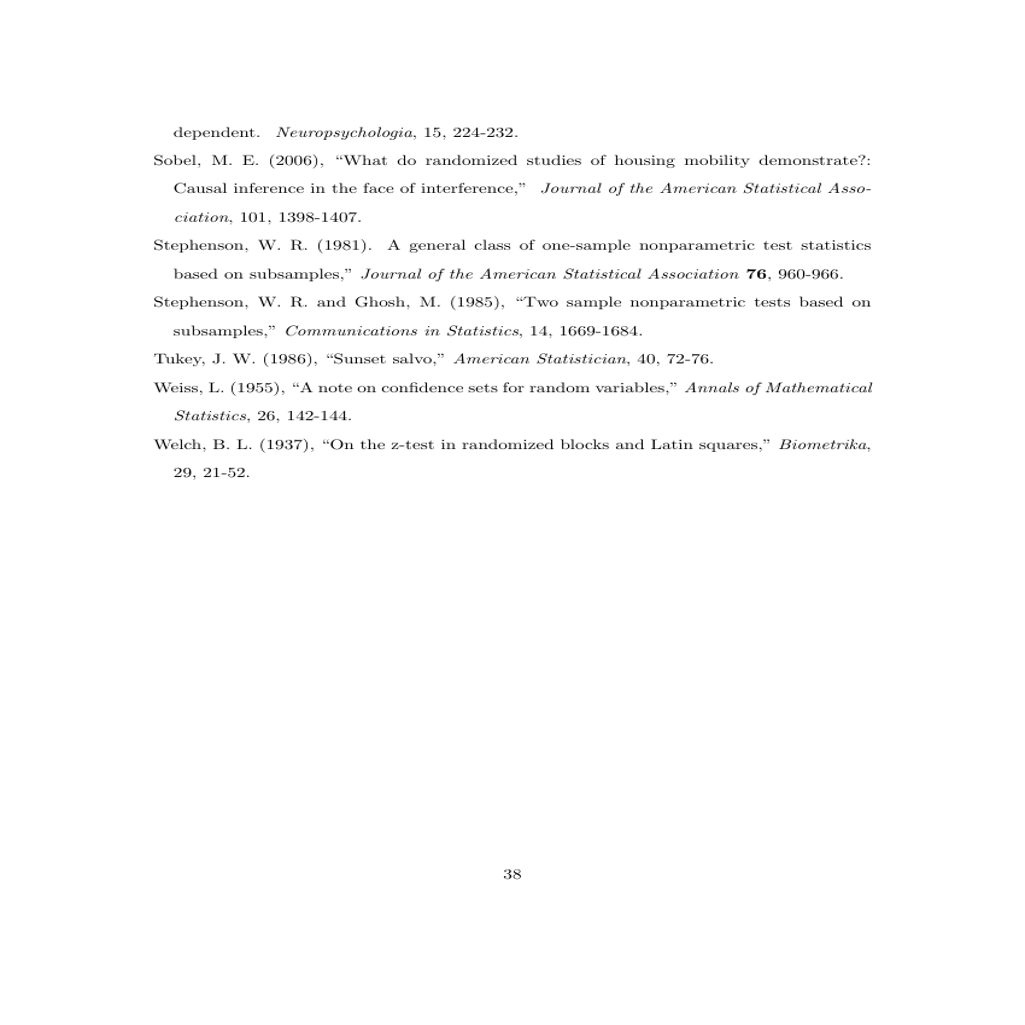 dependent. Neuropsychologia, 15, 224-232.
Sobel, M. E. (2006), “What do randomized studies of housing mobility demonstrate?:
Causal inference in the face of interference,” Journal of the American Statistical Asso-
ciation, 101, 1398-1407.
Stephenson, W. R. (1981). A general class of one-sample nonparametric test statistics
based on subsamples,” Journal of the American Statistical Association 76, 960-966.
Stephenson, W. R. and Ghosh, M. (1985), “Two sample nonparametric tests based on
subsamples,” Communications in Statistics, 14, 1669-1684.
Tukey, J. W. (1986), “Sunset salvo,” American Statistician, 40, 72-76.
Weiss, L. (1955), “A note on confidence sets for random variables,” Annals of Mathematical
Statistics, 26, 142-144.
Welch, B. L. (1937), “On the z-test in randomized blocks and Latin squares,” Biometrika,
29, 21-52.
38